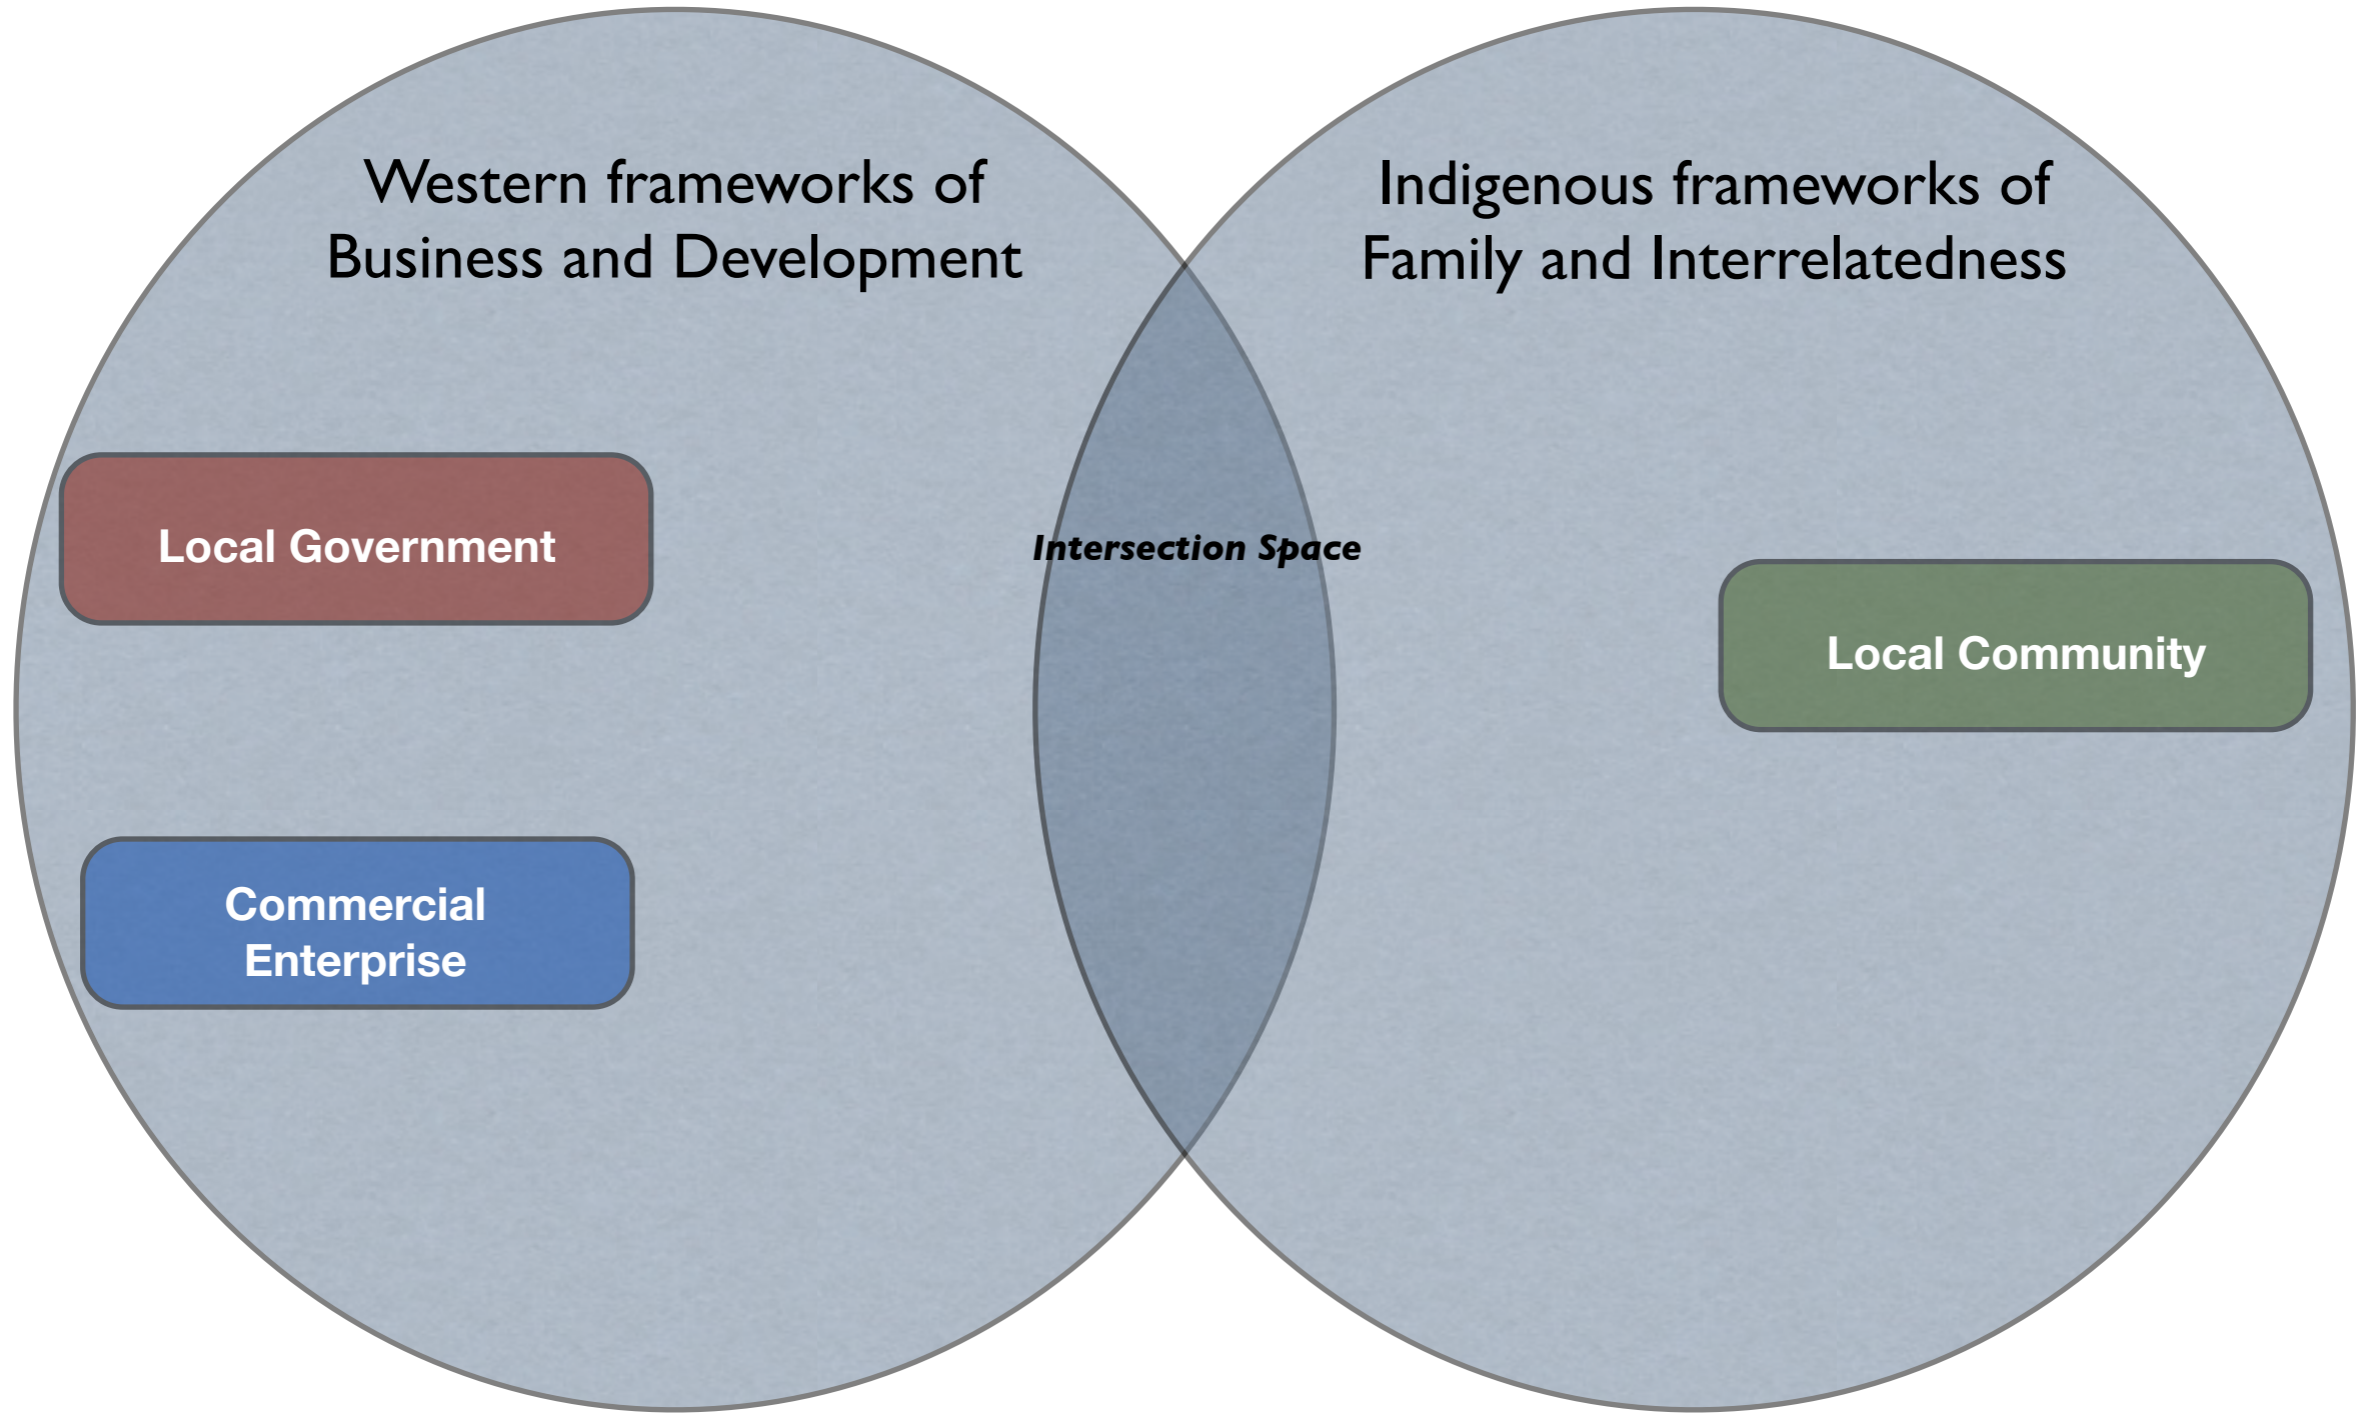 Western frameworks of
Business and Development
Indigenous frameworks of
Family and Interrelatedness
Local Government
Intersection Space
Local Community
Commercial
Enterprise